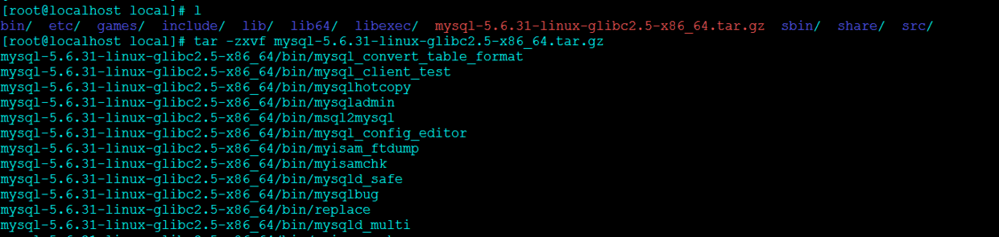 [root@localhost local]# l
bin/ etc/ games/ include/ lib/ lib64/ libexec/ mysql-5.6.31-linux-glibc2.5-x86_64.tar.gz sbin/ share/ src/
[root@localhost local]# tar -zxvf mysql-5.6.31-linux-glibc2.5-x86_64.tar.gz
mysql-5.6.31-linux-glibc2.5-x86_64/bin/mysql_convert_table_format
mysql-5.6.31-linux-glibc2.5-x86_64/bin/mysql_client_test
mysql-5.6.31-linux-glibc2.5-x86_64/bin/mysqlhotcopy
mysql-5.6.31-linux-glibc2.5-x86_64/bin/mysqladmin
mysql-5.6.31-linux-glibc2.5-x86_64/bin/msql2mysql
mysql-5.6.31-linux-glibc2.5-x86_64/bin/mysql_config_editor
mysql-5.6.31-linux-glibc2.5-x86_64/bin/myisam_ftdump
mysql-5.6.31-linux-glibc2.5-x86_64/bin/myisamchk
mysql-5.6.31-linux-glibc2.5-x86_64/bin/mysqld_safe
mysql-5.6.31-linux-glibc2.5-x86_64/bin/mysqlbug
mysql-5.6.31-linux-glibc2.5-x86_64/bin/replace
mysql-5.6.31-linux-glibc2.5-x86_64/bin/mysqld_multi